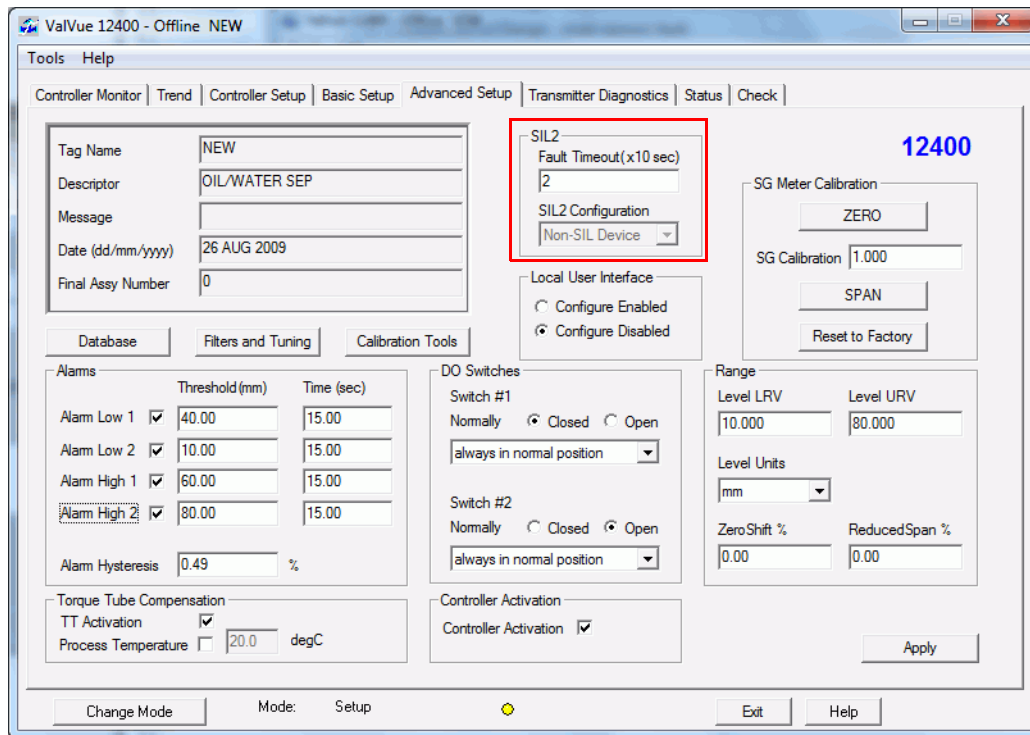 ValVue 12400 - Offline  NEW
Tools Help
Controller Monitor Trend Controller Setup Basic Setup Advanced Setup Transmitter Diagnostics Status Check
Tag Name NEW
Descriptor OIL/WATER SEP
Message
Date (dd/mm/yyyy) 26 AUG 2009
Final Assy Number 0
SIL2
Fault Timeout(x10 sec)
2
SIL2 Configuration
Non-SIL Device
12400
SG Meter Calibration
ZERO
SG Calibration 1.000
SPAN
Reset to Factory
Local User Interface
Configure Enabled
Configure Disabled
Database Filters and Tuning Calibration Tools
Alarms
Threshold(mm) Time (sec)
Alarm Low 1 40.00 15.00
Alarm Low 2 10.00 15.00
Alarm High 1 60.00 15.00
Alarm High 2 80.00 15.00
Alarm Hysteresis 0.49 %
DO Switches
Switch #1
Normally Closed Open
always in normal position
Switch #2
Normally Closed Open
always in normal position
Range
Level LRV Level URV
10.000 80.000
Level Units
mm
Zero Shift % Reduced Span %
0.00 0.00
Torque Tube Compensation
TT Activation
Process Temperature 20.0 degC
Controller Activation
Controller Activation
Apply
Change Mode Mode: Setup Exit Help